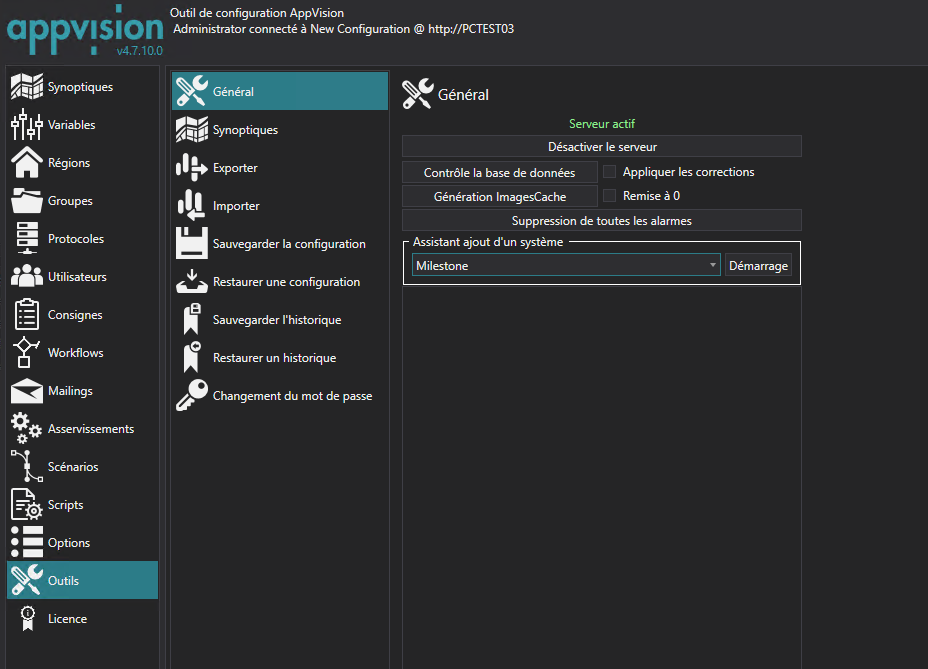 appvision
v4.7.10.0
Outil de configuration AppVision
Administrator connecté à New Configuration @ http://PCTEST03
Synoptiques
Variables
Régions
Groupes
Protocoles
Utilisateurs
Consignes
Workflows
Mailings
Asservissements
Scénarios
Scripts
Options
Outils
Licence
Général
Synoptiques
Exporter
Importer
Sauvegarder la configuration
Restaurer une configuration
Sauvegarder l'historique
Restaurer un historique
Changement du mot de passe
Général
Serveur actif
Désactiver le serveur
Contrôle la base de données
Appliquer les corrections
Génération ImagesCache
Remise à 0
Suppression de toutes les alarmes
Assistant ajout d'un système
Milestone
Démarrage